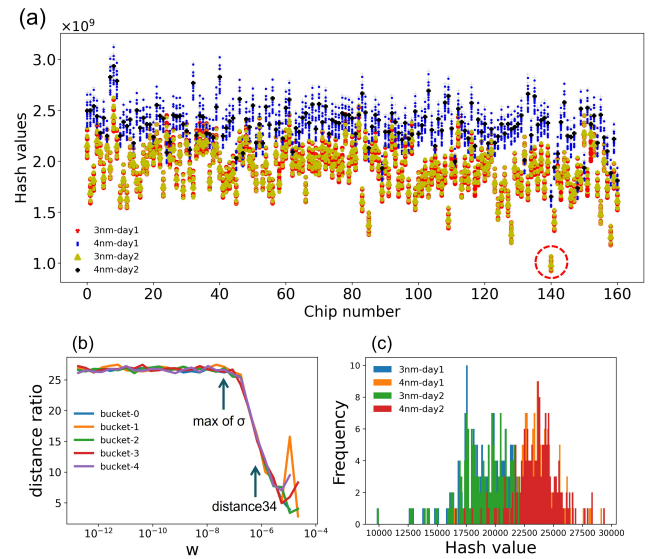 (a)
×10⁹
Hash values
3.0
2.5
2.0
1.5
1.0
3nm-day1
4nm-day1
3nm-day2
4nm-day2
0 20 40 60 80 100 120 140 160
Chip number
(b)
distance ratio
25
20
15
10
5
bucket-0
bucket-1
bucket-2
bucket-3
bucket-4
max of σ
distance34
10⁻¹² 10⁻¹⁰ 10⁻⁸ 10⁻⁶ 10⁻⁴
w
(c)
Frequency
10
8
6
4
2
0
3nm-day1
4nm-day1
3nm-day2
4nm-day2
10000 12500 15000 17500 20000 22500 25000 27500 30000
Hash value